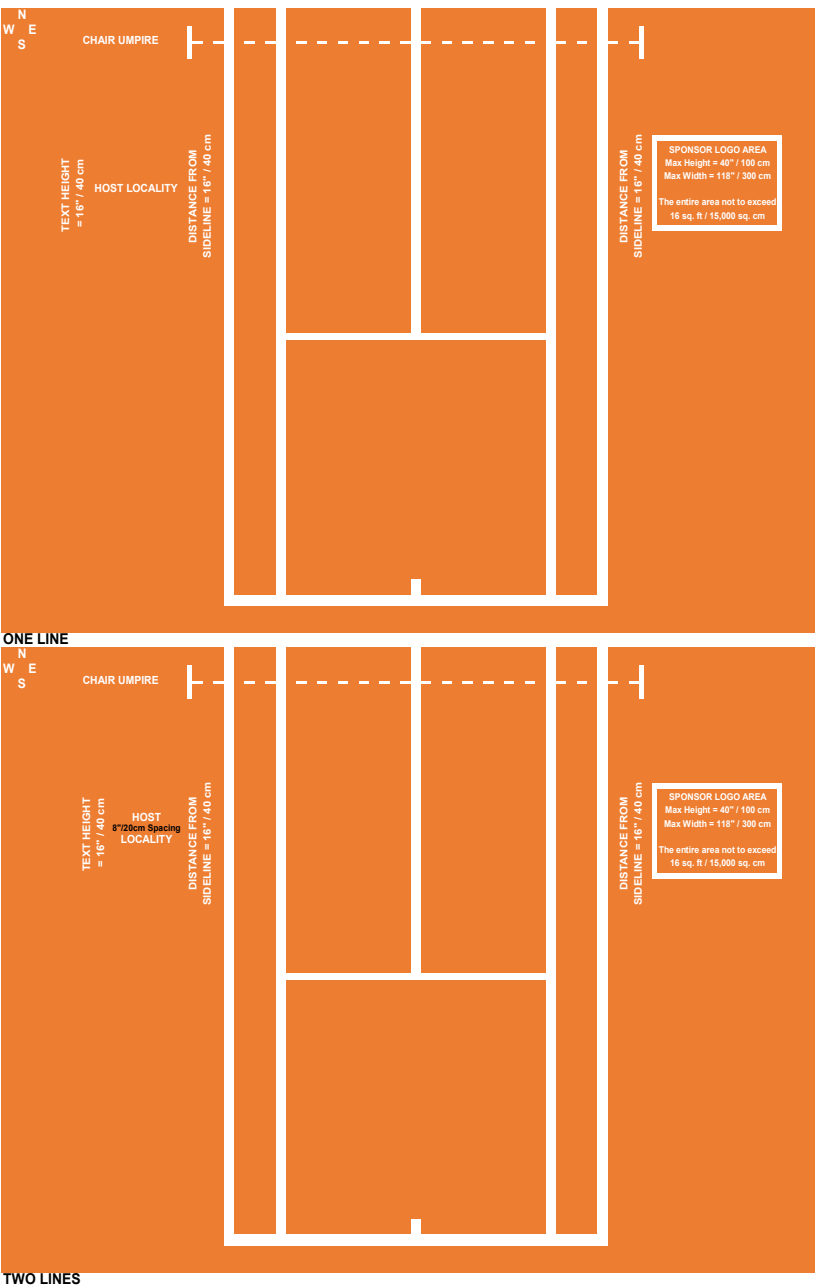 N
W E
S
CHAIR UMPIRE
TEXT HEIGHT
= 16" / 40 cm
HOST LOCALITY
DISTANCE FROM
SIDELINE = 16" / 40 cm
DISTANCE FROM
SIDELINE = 16" / 40 cm
SPONSOR LOGO AREA
Max Height = 40" / 100 cm
Max Width = 118" / 300 cm
The entire area not to exceed
16 sq. ft / 15,000 sq. cm
ONE LINE
N
W E
S
CHAIR UMPIRE
TEXT HEIGHT
= 16" / 40 cm
HOST
8"/20cm Spacing
LOCALITY
DISTANCE FROM
SIDELINE = 16" / 40 cm
DISTANCE FROM
SIDELINE = 16" / 40 cm
SPONSOR LOGO AREA
Max Height = 40" / 100 cm
Max Width = 118" / 300 cm
The entire area not to exceed
16 sq. ft / 15,000 sq. cm
TWO LINES